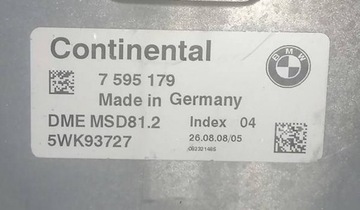 Continental
BMW
7 595 179
Made in Germany
DME MSD81.2 Index 04
5WK93727 26.08.08/05